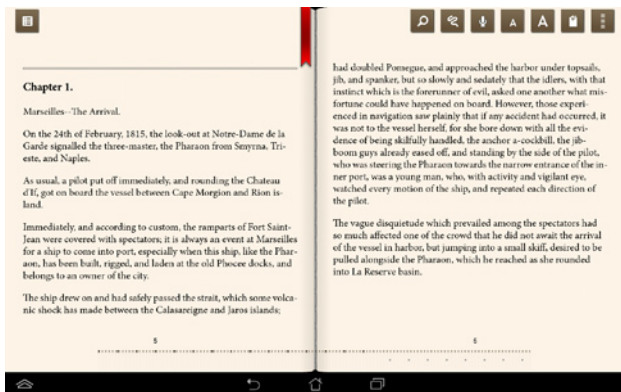 Chapter 1.
Marseilles--The Arrival.
On the 24th of February, 1815, the look-out at Notre-Dame de la
Garde signalled the three-master, the Pharaon from Smyrna, Tri-
este, and Naples.
As usual, a pilot put off immediately, and rounding the Chateau
d'If, got on board the vessel between Cape Morgion and Rion is-
land.
Immediately, and according to custom, the ramparts of Fort Saint-
Jean were covered with spectators; it is always an event at Marseilles
for a ship to come into port, especially when this ship, like the Phar-
aon, has been built, rigged, and laden at the old Phocee docks, and
belongs to an owner of the city.
The ship drew on and had safely passed the strait, which some volca-
nic shock has made between the Calasareigne and Jaros islands;
5
had doubled Pomegue, and approached the harbor under topsails,
jib, and spanker, but so slowly and sedately that the idlers, with that
instinct which is the forerunner of evil, asked one another what mis-
fortune could have happened on board. However, those experi-
enced in navigation saw plainly that if any accident had occurred, it
was not to the vessel herself, for she bore down with all the evi-
dence of being skilfully handled, the anchor a-cockbill, the jib-
boom guys already eased off, and standing by the side of the pilot,
who was steering the Pharaon towards the narrow entrance of the in-
ner port, was a young man, who, with activity and vigilant eye,
watched every motion of the ship, and repeated each direction of
the pilot.
The vague disquietude which prevailed among the spectators had
so much affected one of the crowd that he did not await the arrival
of the vessel in harbor, but jumping into a small skiff, desired to be
pulled alongside the Pharaon, which he reached as she rounded
into La Reserve basin.
6
A
A